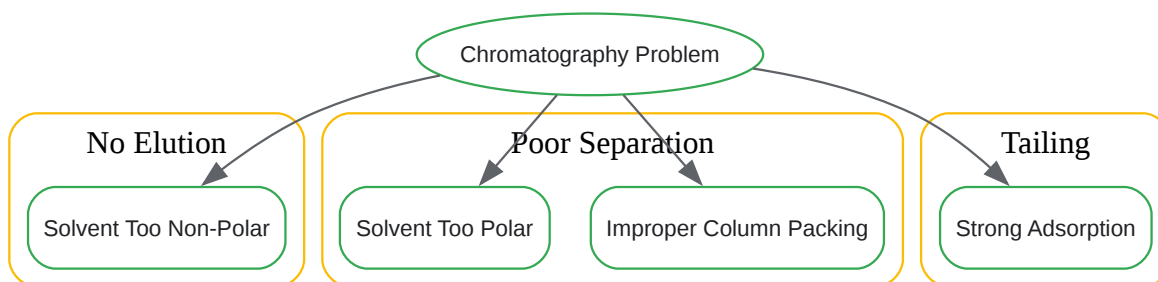 Chromatography Problem
No Elution
Poor Separation
Tailing
Solvent Too Non-Polar
Solvent Too Polar
Improper Column Packing
Strong Adsorption